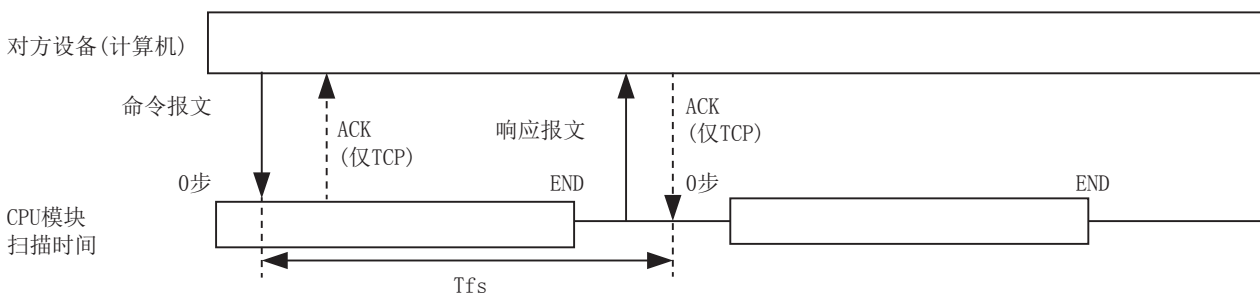 对方设备(计算机)
命令报文
ACK
(仅TCP)
响应报文
ACK
(仅TCP)
0步
END
0步
END
CPU模块
扫描时间
Tfs